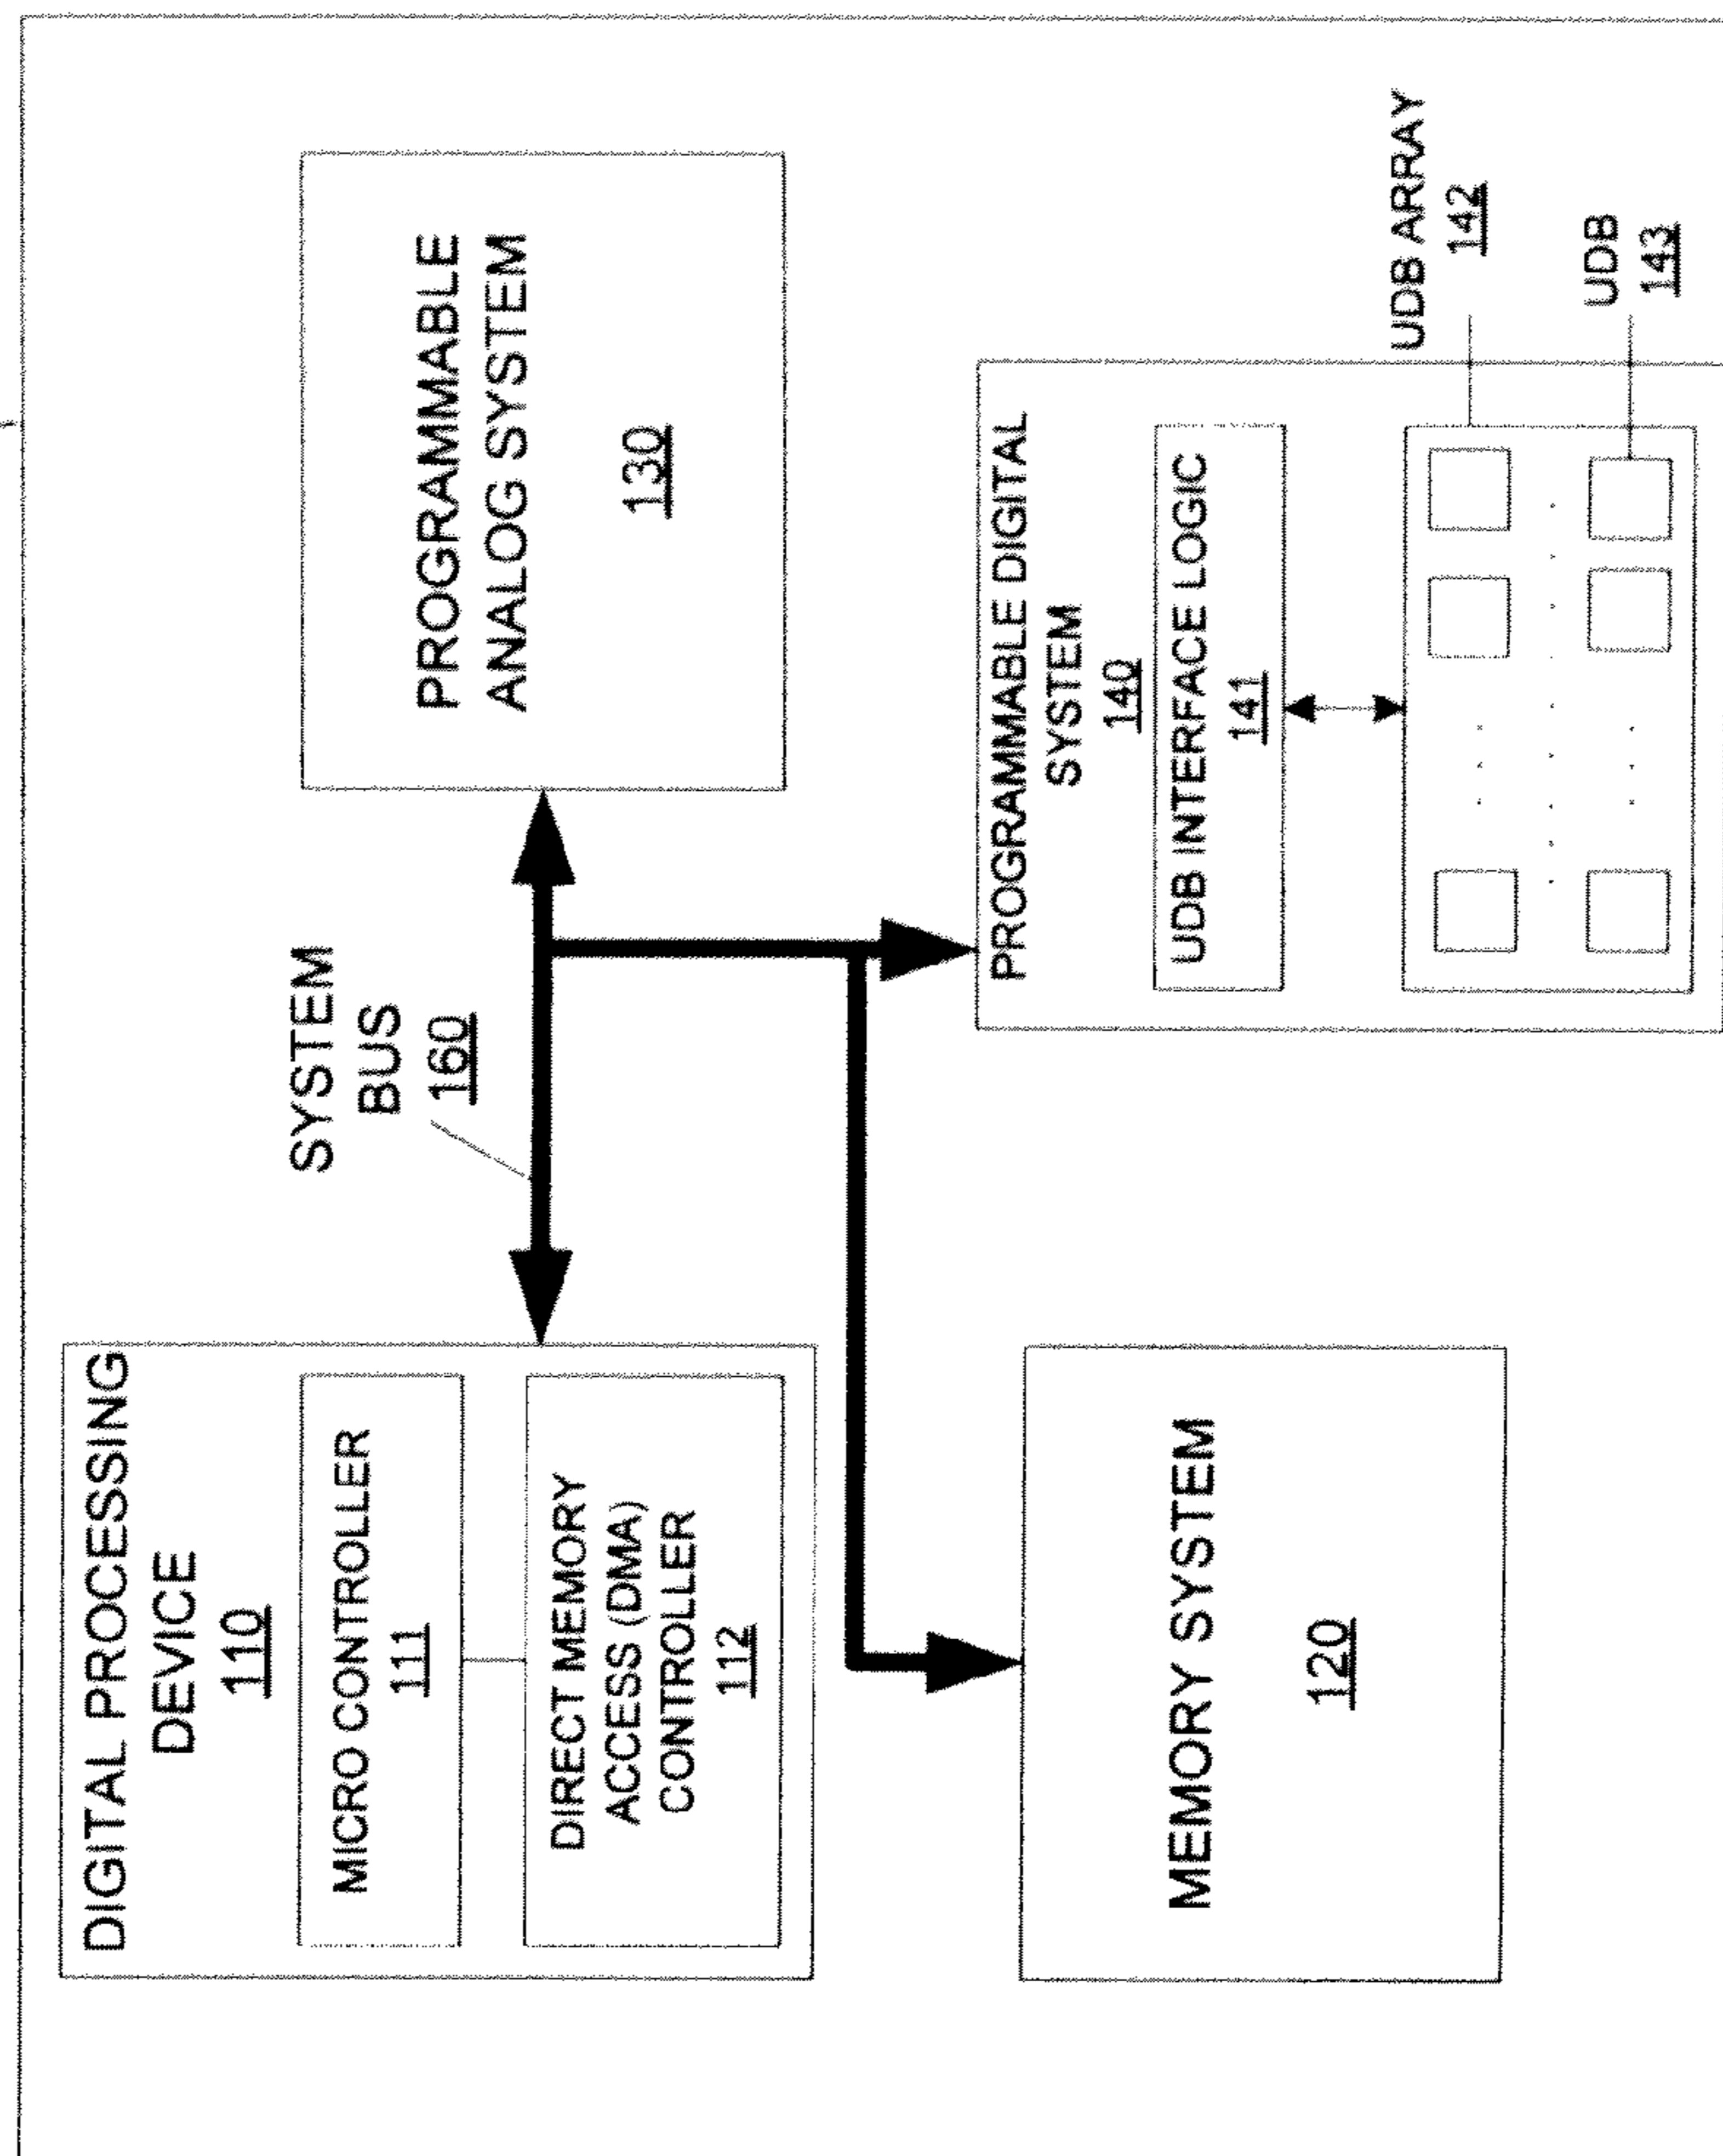 DIGITAL PROCESSING
DEVICE
110
MICRO CONTROLLER
111
DIRECT MEMORY
ACCESS (DMA)
CONTROLLER
112
SYSTEM
BUS
160
PROGRAMMABLE
ANALOG SYSTEM
130
MEMORY SYSTEM
120
PROGRAMMABLE DIGITAL
SYSTEM
140
UDB INTERFACE LOGIC
141
UDB ARRAY
142
UDB
143